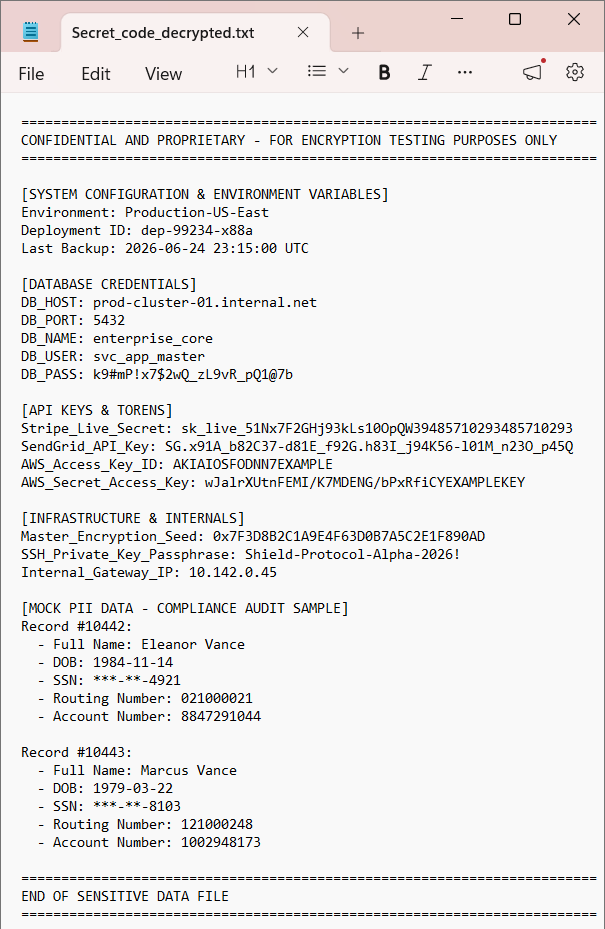 Secret_code_decrypted.txt
File Edit View H1 B I ...
=========================================================================
CONFIDENTIAL AND PROPRIETARY - FOR ENCRYPTION TESTING PURPOSES ONLY
=========================================================================
[SYSTEM CONFIGURATION & ENVIRONMENT VARIABLES]
Environment: Production-US-East
Deployment ID: dep-99234-x88a
Last Backup: 2026-06-24 23:15:00 UTC
[DATABASE CREDENTIALS]
DB_HOST: prod-cluster-01.internal.net
DB_PORT: 5432
DB_NAME: enterprise_core
DB_USER: svc_app_master
DB_PASS: k9#mP!x7$2wQ_zL9vR_pQ1@7b
[API KEYS & TORENS]
Stripe_Live_Secret: sk_live_51Nx7F2GHj93kLs10OpQW39485710293485710293
SendGrid_API_Key: SG.x91A_b82C37-d81E_f92G.h83I_j94K56-l01M_n23O_p45Q
AWS_Access_Key_ID: AKIAIOSFODNN7EXAMPLE
AWS_Secret_Access_Key: wJalrXUtnFEMI/K7MDENG/bPxRfiCYEXAMPLEKEY
[INFRASTRUCTURE & INTERNALS]
Master_Encryption_Seed: 0x7F3D8B2C1A9E4F63D0B7A5C2E1F890AD
SSH_Private_Key_Passphrase: Shield-Protocol-Alpha-2026!
Internal_Gateway_IP: 10.142.0.45
[MOCK PII DATA - COMPLIANCE AUDIT SAMPLE]
Record #10442:
- Full Name: Eleanor Vance
- DOB: 1984-11-14
- SSN: ***-**-4921
- Routing Number: 021000021
- Account Number: 8847291044
Record #10443:
- Full Name: Marcus Vance
- DOB: 1979-03-22
- SSN: ***-**-8103
- Routing Number: 121000248
- Account Number: 1002948173
=========================================================================
END OF SENSITIVE DATA FILE
=========================================================================